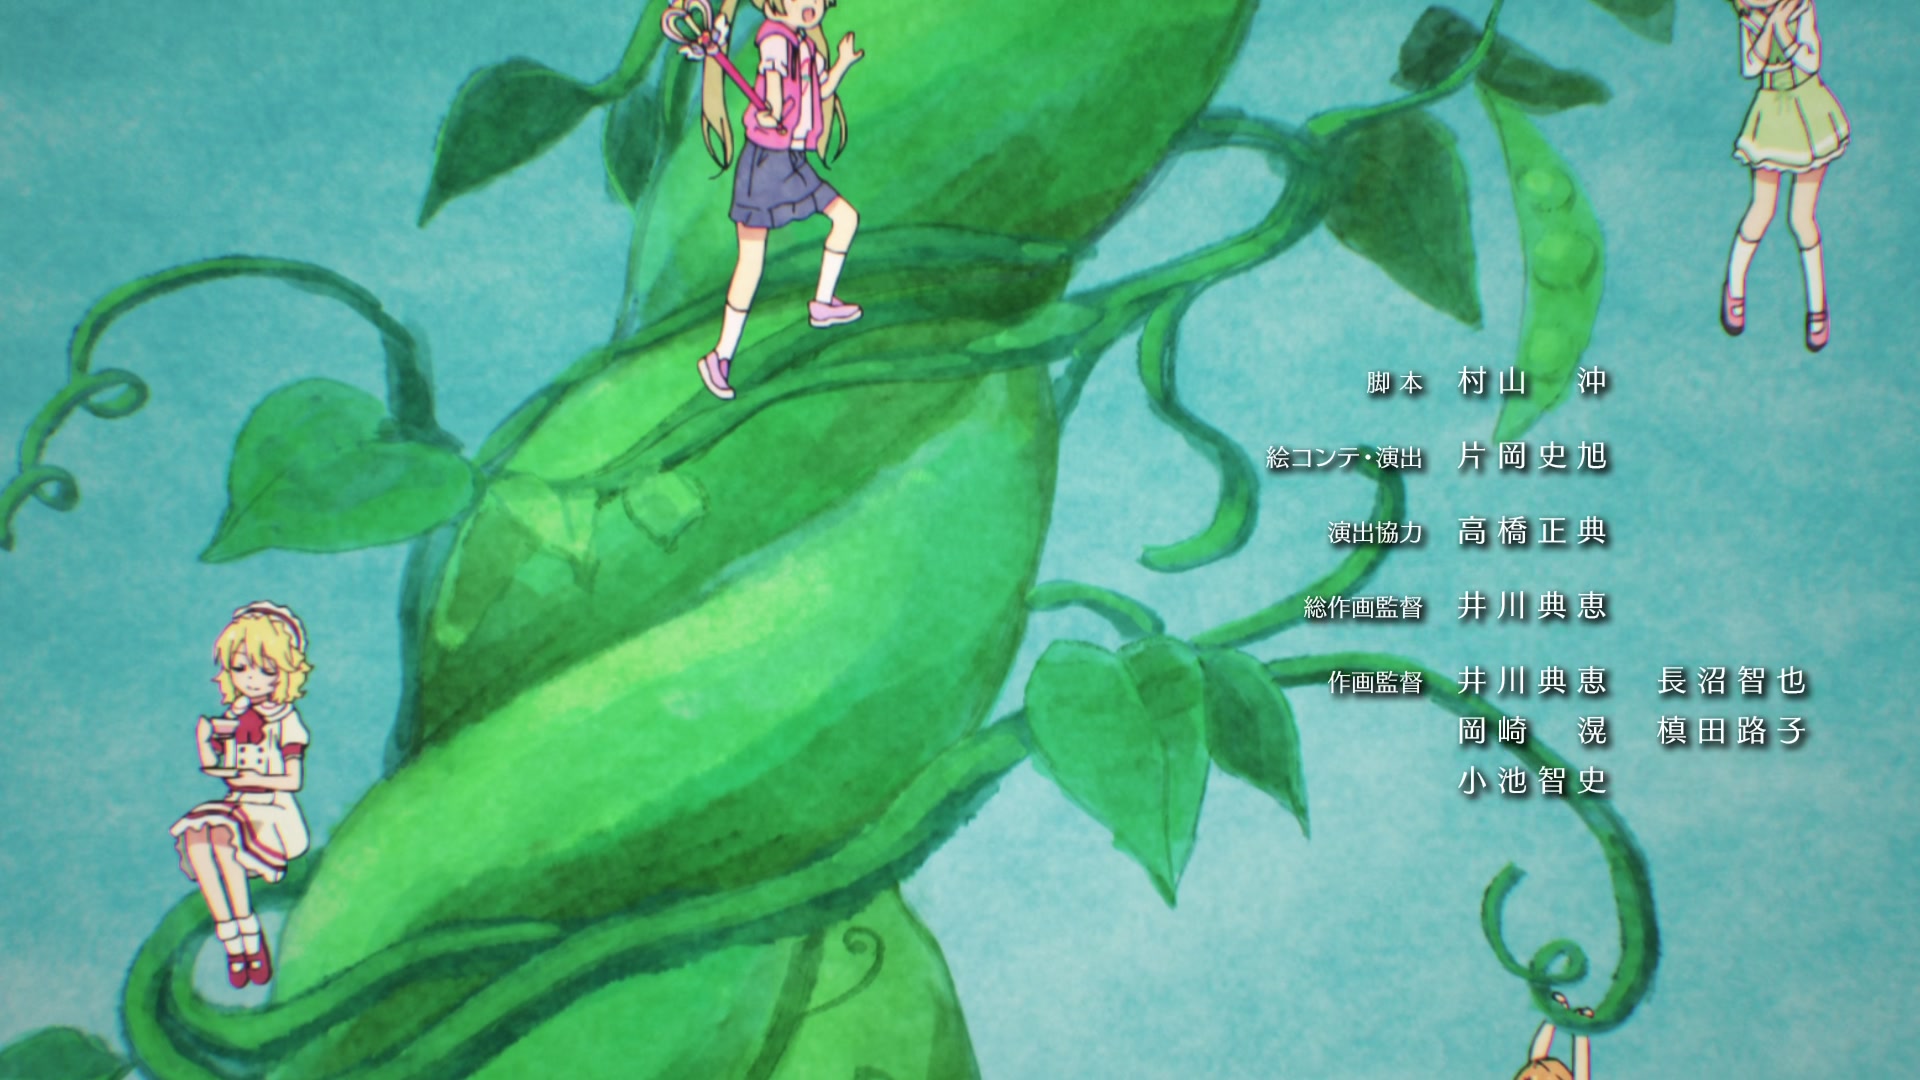 脚本 村山 沖
絵コンテ・演出 片岡史旭
演出協力 高橋正典
総作画監督 井川典恵
作画監督 井川典恵 長沼智也
岡崎 滉 槙田路子
小池智史